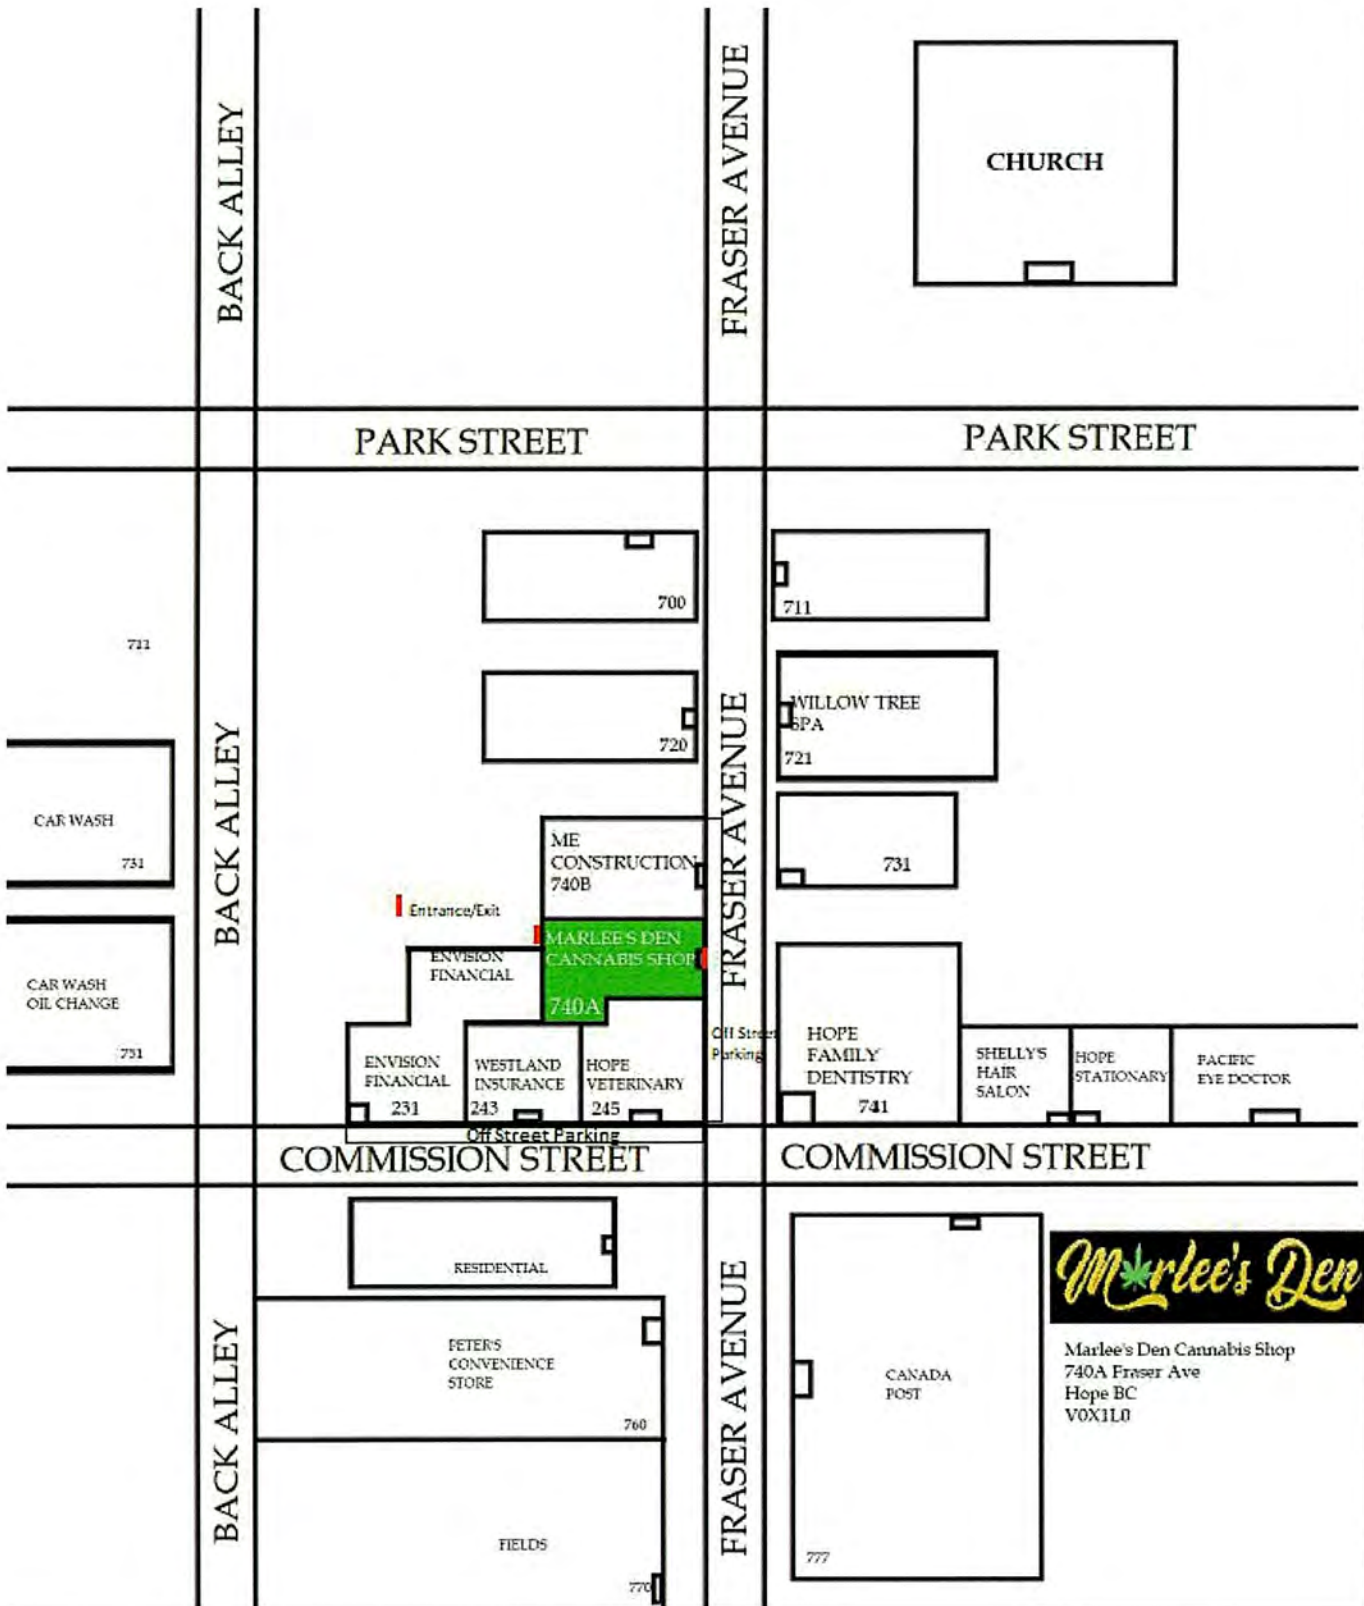 CHURCH
BACK ALLEY
FRASER AVENUE
PARK STREET
PARK STREET
700
711
711
720
WILLOW TREE
SPA
721
CAR WASH
731
BACK ALLEY
FRASER AVENUE
ME
CONSTRUCTION
740B
731
Entrance/Exit
MARLEE'S DEN
CANNABIS SHOP
740A
ENVISION
FINANCIAL
CAR WASH
OIL CHANGE
751
ENVISION
FINANCIAL
231
WESTLAND
INSURANCE
243
HOPE
VETERINARY
245
Off Street
Parking
HOPE
FAMILY
DENTISTRY
741
SHELLY'S
HAIR
SALON
HOPE
STATIONARY
PACIFIC
EYE DOCTOR
Off Street Parking
COMMISSION STREET
COMMISSION STREET
RESIDENTIAL
PETER'S
CONVENIENCE
STORE
760
BACK ALLEY
FRASER AVENUE
CANADA
POST
777
FIELDS
770
Marlee's Den
Marlee's Den Cannabis Shop
740A Fraser Ave
Hope BC
V0X1L0